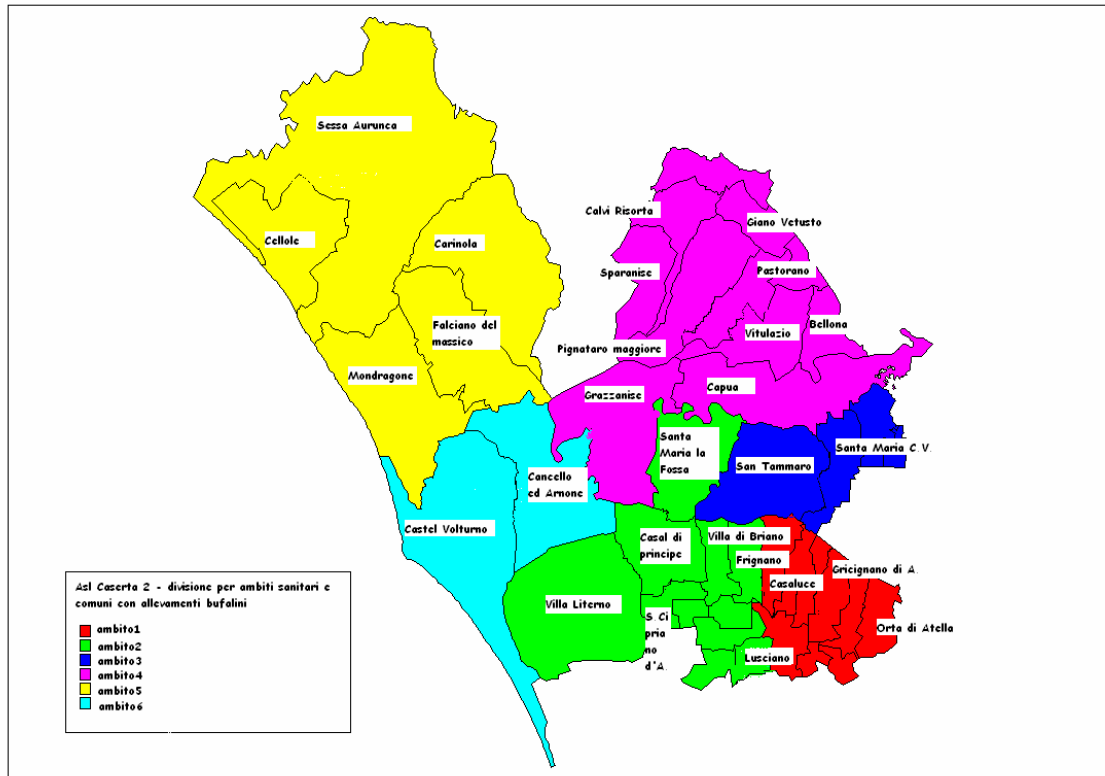 Sessa Aurunca
Calvi Risorta
Giano Vetusto
Cellole
Carinola
Sparanise
Pastorano
Falciano del
massico
Vitulazio
Bellona
Pignataro maggiore
Mondragone
Capua
Grazzanise
Santa
Maria la
Fossa
Santa Maria C.V.
San Tammaro
Cancello
ed Arnone
Castel Volturno
Casal di
principe
Villa di Briano
Frignano
Gricignano di A.
Casaluce
Villa Literno
S.Ci
pria
no
d'A.
Orta di Atella
Lusciano
Asl Caserta 2 - divisione per ambiti sanitari e
comuni con allevamenti bufalini
ambito1
ambito2
ambito3
ambito4
ambito5
ambito6